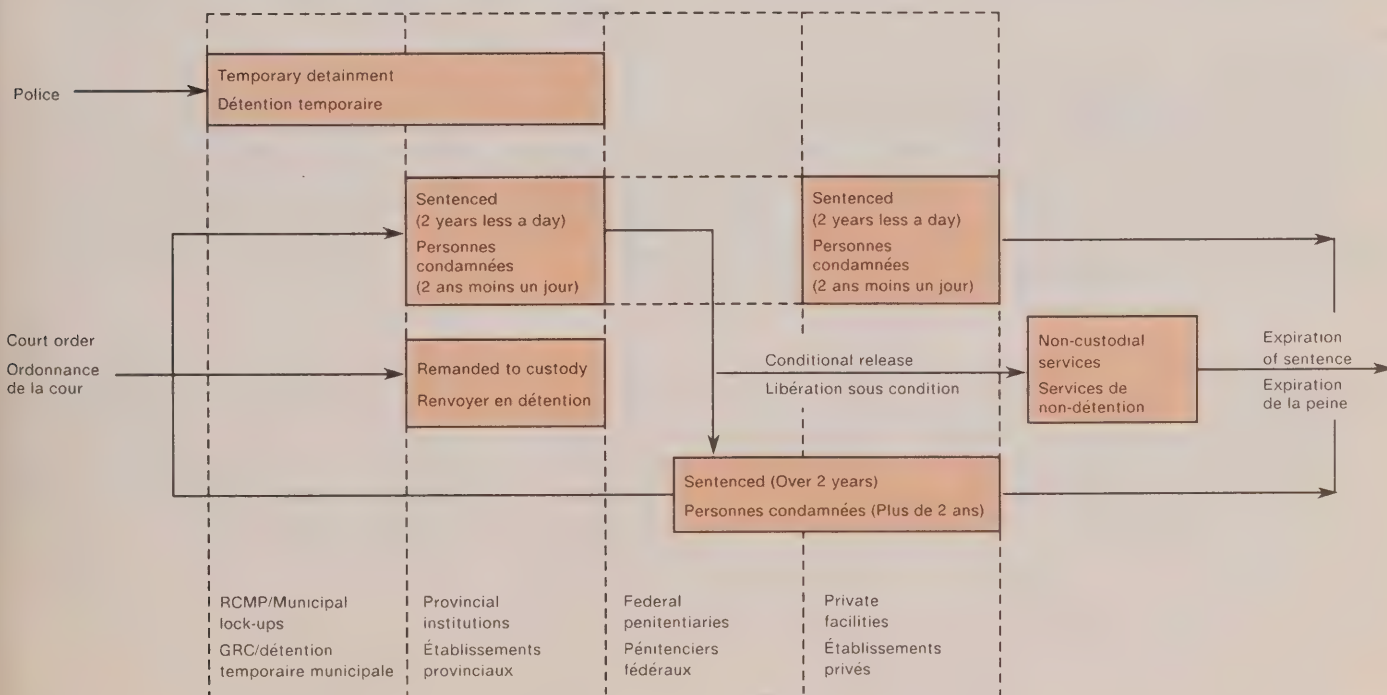 Police
Temporary detainment
Détention temporaire
Sentenced
(2 years less a day)
Personnes
condamnées
(2 ans moins un jour)
Sentenced
(2 years less a day)
Personnes
condamnées
(2 ans moins un jour)
Court order
Ordonnance
de la cour
Remanded to custody
Renvoyer en détention
Conditional release
Libération sous condition
Non-custodial
services
Services de
non-détention
Expiration
of sentence
Expiration
de la peine
Sentenced (Over 2 years)
Personnes condamnées (Plus de 2 ans)
RCMP/Municipal
lock-ups
GRC/détention
temporaire municipale
Provincial
institutions
Établissements
provinciaux
Federal
penitentiaries
Pénitenciers
fédéraux
Private
facilities
Établissements
privés